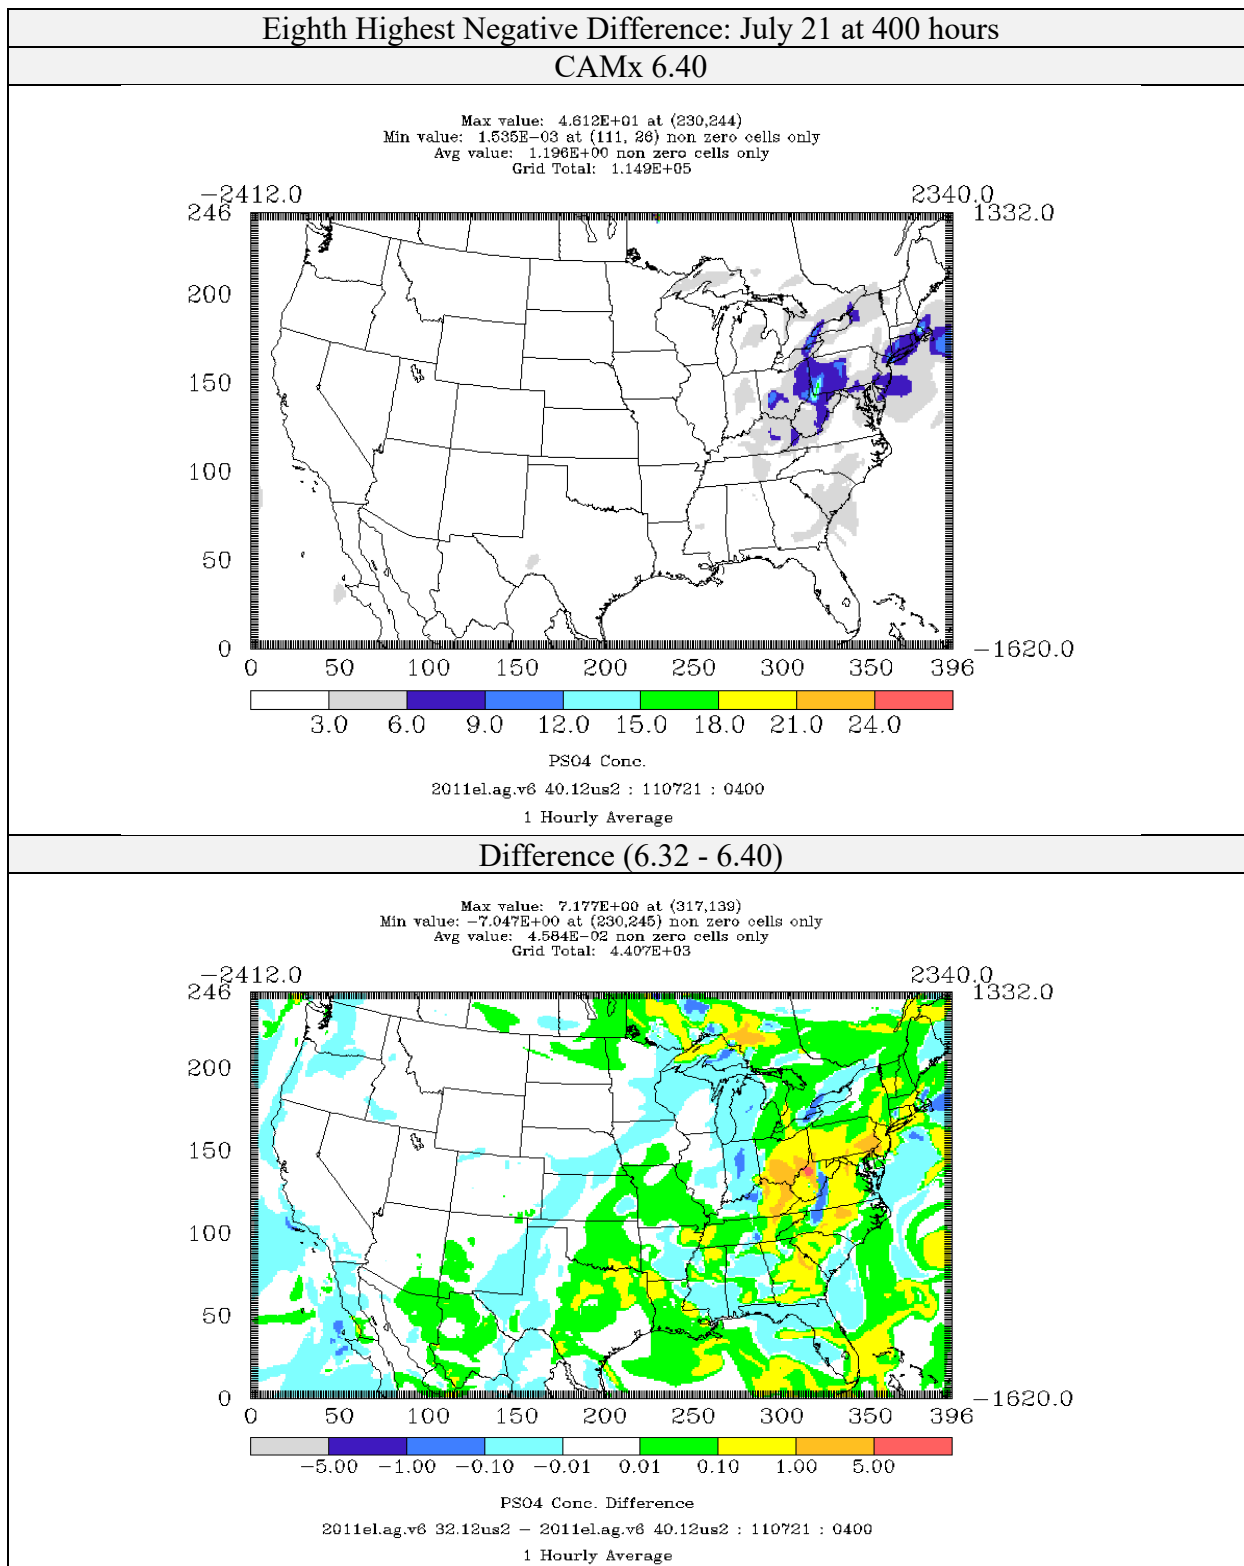 Eighth Highest Negative Difference: July 21 at 400 hours
CAMx 6.40
Max value: 4.612E+01 at (230,244)
Min value: 1.535E-03 at (111, 26) non zero cells only
Avg value: 1.196E+00 non zero cells only
Grid Total: 1.149E+05
-2412.0 2340.0
246 1332.0
200
150
100
50
0 -1620.0
0 50 100 150 200 250 300 350 396
3.0 6.0 9.0 12.0 15.0 18.0 21.0 24.0
PSO4 Conc.
2011el.ag.v6 40.12us2 : 110721 : 0400
1 Hourly Average
Difference (6.32 - 6.40)
Max value: 7.177E+00 at (317,139)
Min value: -7.047E+00 at (230,245) non zero cells only
Avg value: 4.584E-02 non zero cells only
Grid Total: 4.407E+03
-2412.0 2340.0
246 1332.0
200
150
100
50
0 -1620.0
0 50 100 150 200 250 300 350 396
-5.00 -1.00 -0.10 -0.01 0.01 0.10 1.00 5.00
PSO4 Conc. Difference
2011el.ag.v6 32.12us2 - 2011el.ag.v6 40.12us2 : 110721 : 0400
1 Hourly Average